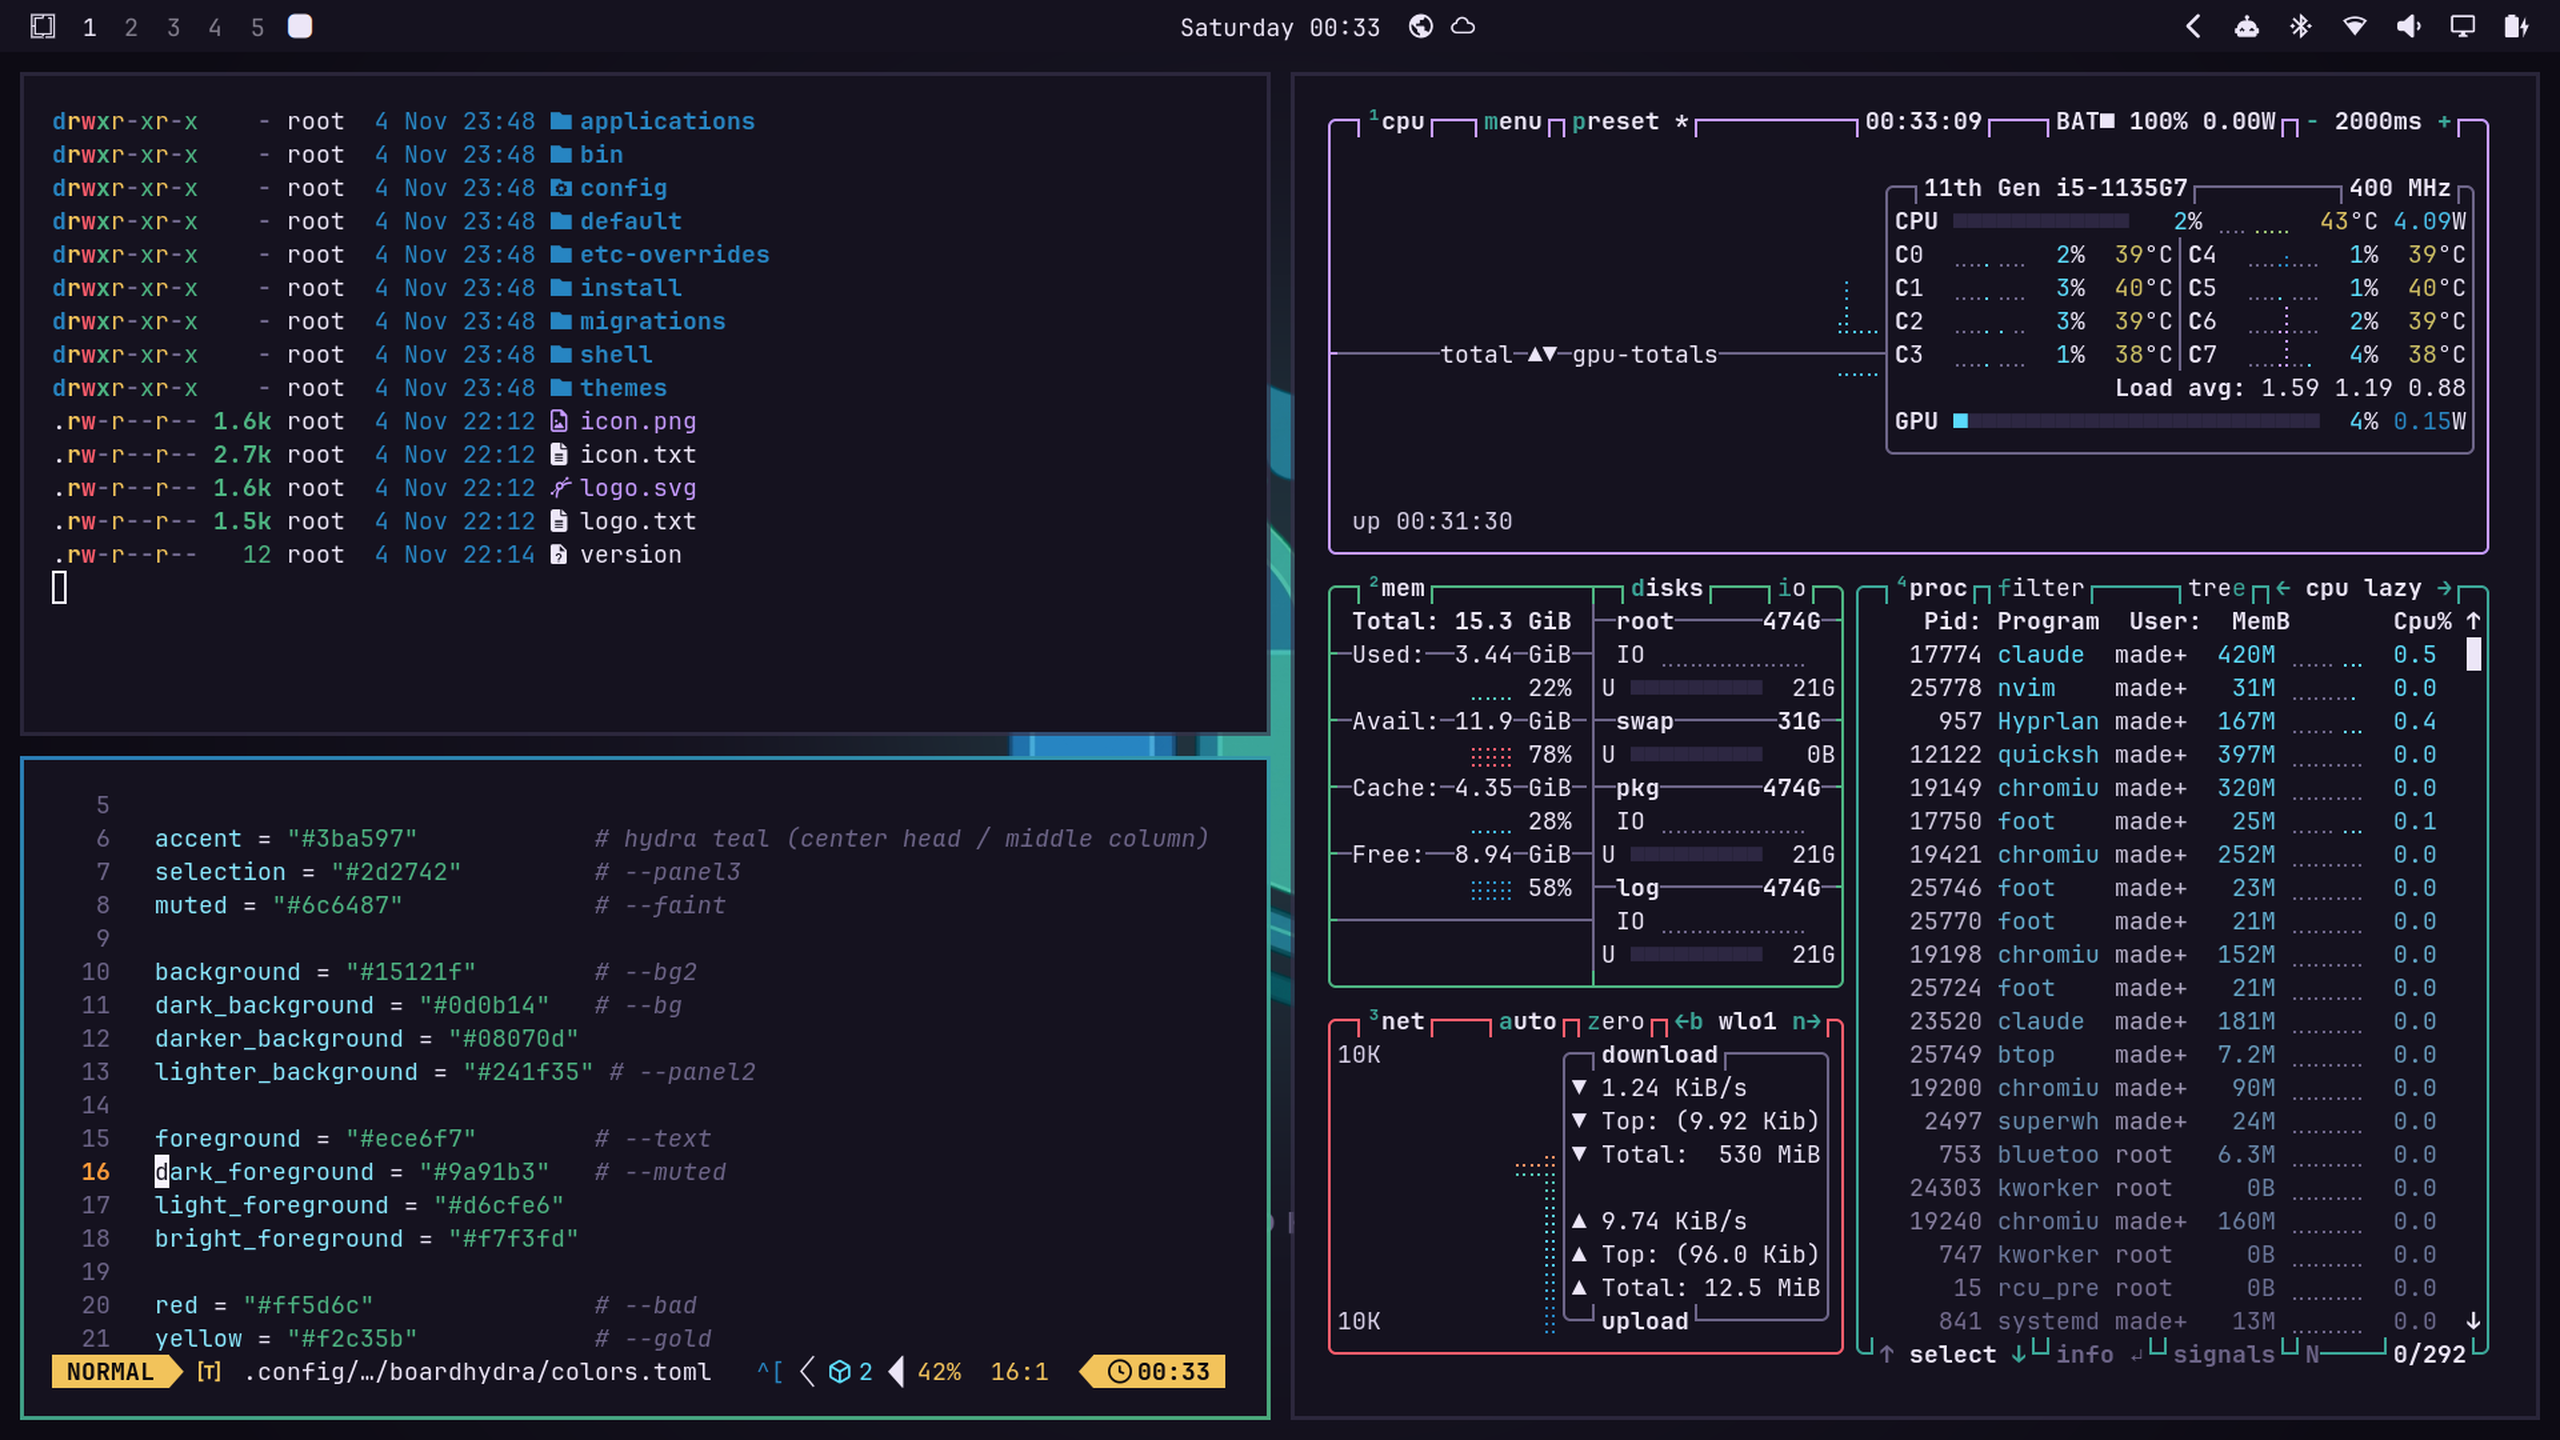 1 2 3 4 5
Saturday 00:33
drwxr-xr-x - root 4 Nov 23:48 applications
drwxr-xr-x - root 4 Nov 23:48 bin
drwxr-xr-x - root 4 Nov 23:48 config
drwxr-xr-x - root 4 Nov 23:48 default
drwxr-xr-x - root 4 Nov 23:48 etc-overrides
drwxr-xr-x - root 4 Nov 23:48 install
drwxr-xr-x - root 4 Nov 23:48 migrations
drwxr-xr-x - root 4 Nov 23:48 shell
drwxr-xr-x - root 4 Nov 23:48 themes
.rw-r--r-- 1.6k root 4 Nov 22:12 icon.png
.rw-r--r-- 2.7k root 4 Nov 22:12 icon.txt
.rw-r--r-- 1.6k root 4 Nov 22:12 logo.svg
.rw-r--r-- 1.5k root 4 Nov 22:12 logo.txt
.rw-r--r-- 12 root 4 Nov 22:14 version
5
6 accent = "#3ba597" # hydra teal (center head / middle column)
7 selection = "#2d2742" # --panel3
8 muted = "#6c6487" # --faint
9
10 background = "#15121f" # --bg2
11 dark_background = "#0d0b14" # --bg
12 darker_background = "#08070d"
13 lighter_background = "#241f35" # --panel2
14
15 foreground = "#ece6f7" # --text
16 dark_foreground = "#9a91b3" # --muted
17 light_foreground = "#d6cfe6"
18 bright_foreground = "#f7f3fd"
19
20 red = "#ff5d6c" # --bad
21 yellow = "#f2c35b" # --gold
NORMAL [T] .config/…/boardhydra/colors.toml ^[ 2 42% 16:1 00:33
1cpu menu preset * 00:33:09 BAT■ 100% 0.00W - 2000ms +
11th Gen i5-1135G7 400 MHz
CPU 2% 43°C 4.09W
C0 2% 39°C C4 1% 39°C
C1 3% 40°C C5 1% 40°C
C2 3% 39°C C6 2% 39°C
C3 1% 38°C C7 4% 38°C
total ▲▼ gpu-totals
Load avg: 1.59 1.19 0.88
GPU 4% 0.15W
up 00:31:30
2mem disks io
Total: 15.3 GiB
Used: 3.44 GiB
22%
Avail: 11.9 GiB
78%
Cache: 4.35 GiB
28%
Free: 8.94 GiB
58%
root 474G
IO
U 21G
swap 31G
U 0B
pkg 474G
IO
U 21G
log 474G
IO
U 21G
3net auto zero ←b wlo1 n→
10K
download
▼ 1.24 KiB/s
▼ Top: (9.92 Kib)
▼ Total: 530 MiB
▲ 9.74 KiB/s
▲ Top: (96.0 Kib)
▲ Total: 12.5 MiB
10K
upload
4proc filter tree ← cpu lazy →
Pid: Program User: MemB Cpu% ↑
17774 claude made+ 420M 0.5
25778 nvim made+ 31M 0.0
957 Hyprlan made+ 167M 0.4
12122 quicksh made+ 397M 0.0
19149 chromiu made+ 320M 0.0
17750 foot made+ 25M 0.1
19421 chromiu made+ 252M 0.0
25746 foot made+ 23M 0.0
25770 foot made+ 21M 0.0
19198 chromiu made+ 152M 0.0
25724 foot made+ 21M 0.0
23520 claude made+ 181M 0.0
25749 btop made+ 7.2M 0.0
19200 chromiu made+ 90M 0.0
2497 superwh made+ 24M 0.0
753 bluetoo root 6.3M 0.0
24303 kworker root 0B 0.0
19240 chromiu made+ 160M 0.0
747 kworker root 0B 0.0
15 rcu_pre root 0B 0.0
841 systemd made+ 13M 0.0 ↓
↑ select ↓ info ↵ signals N 0/292